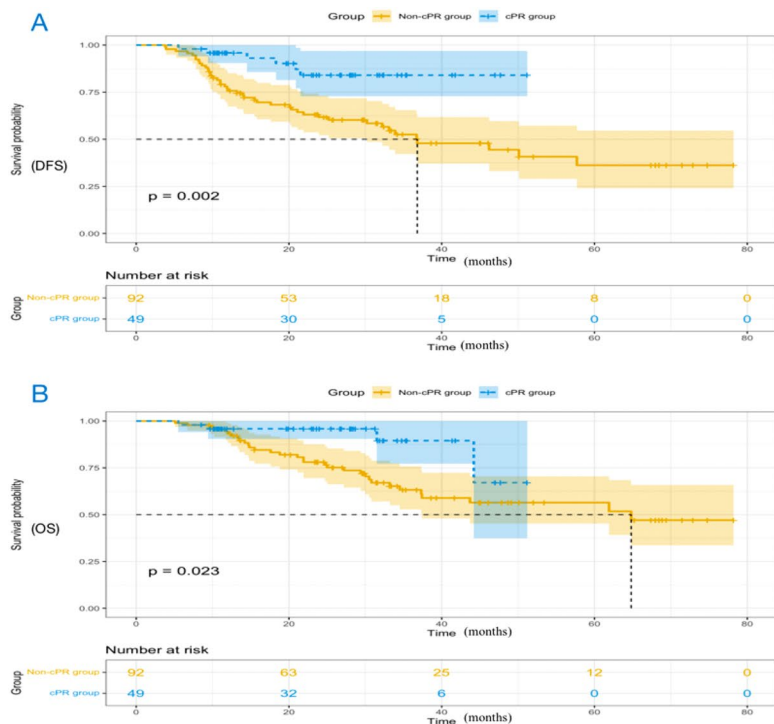 A
Group Non-cPR group cPR group
1.00
0.75
0.50
0.25
0.00
Survival probability
(DFS)
p = 0.002
0 20 40 60 80
Time (months)
Number at risk
Group
Non-cPR group 92 53 18 8 0
cPR group 49 30 5 0 0
0 20 40 60 80
Time (months)
B
Group Non-cPR group cPR group
1.00
0.75
0.50
0.25
0.00
Survival probability
(OS)
p = 0.023
0 20 40 60 80
Time (months)
Number at risk
Group
Non-cPR group 92 63 25 12 0
cPR group 49 32 6 0 0
0 20 40 60 80
Time (months)